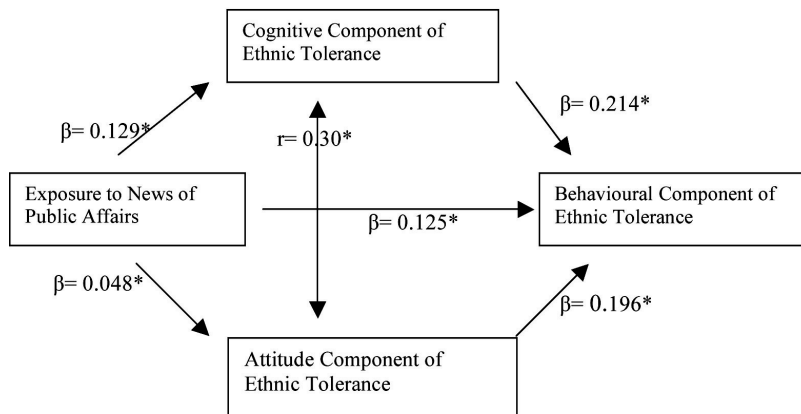 Cognitive Component of
Ethnic Tolerance
β= 0.129*
r= 0.30*
β= 0.214*
Exposure to News of
Public Affairs
β= 0.125*
Behavioural Component of
Ethnic Tolerance
β= 0.048*
β= 0.196*
Attitude Component of
Ethnic Tolerance